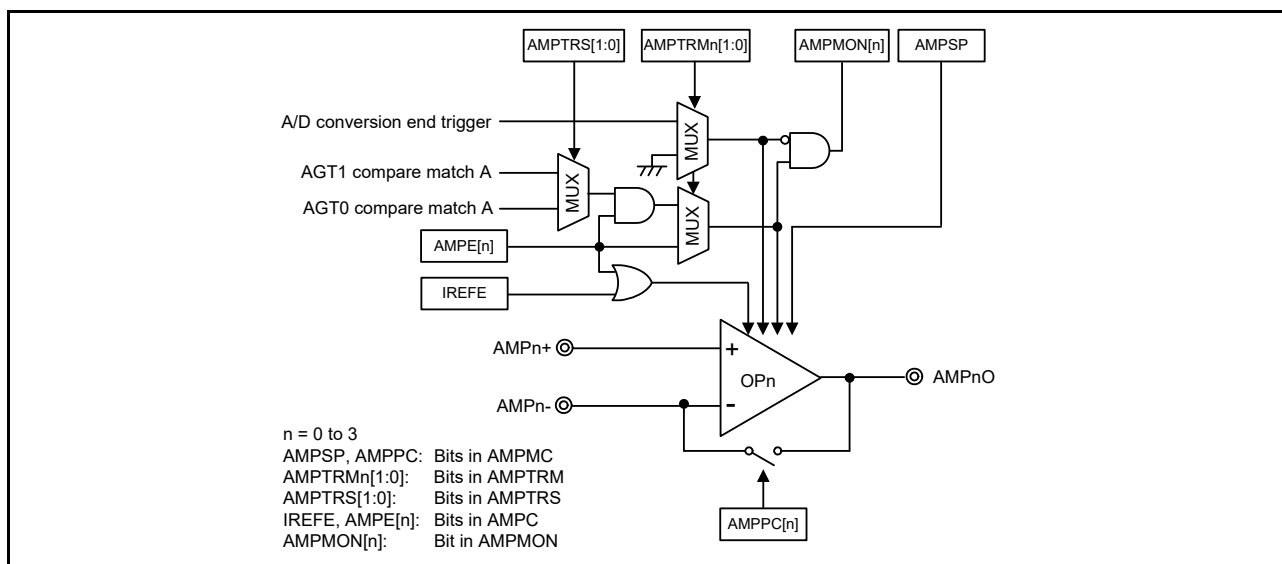 AMPTRS[1:0] AMPTRMn[1:0] AMPMON[n] AMPSP
A/D conversion end trigger
MUX
AGT1 compare match A
MUX
MUX
AGT0 compare match A
AMPE[n]
IREFE
AMPn+
+
OPn
AMPnO
AMPn-
-
n = 0 to 3
AMPSP, AMPPC: Bits in AMPMC
AMPTRMn[1:0]: Bits in AMPTRM
AMPTRS[1:0]: Bits in AMPTRS
IREFE, AMPE[n]: Bits in AMPC
AMPMON[n]: Bit in AMPMON
AMPPC[n]